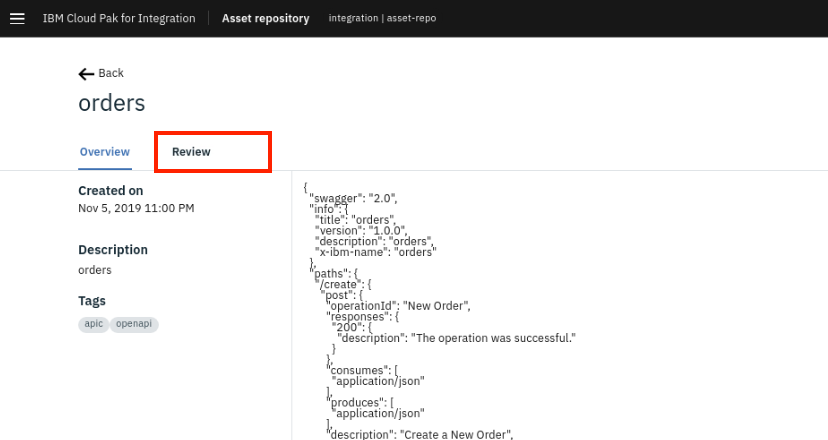 IBM Cloud Pak for Integration Asset repository integration | asset-repo
Back
orders
Overview Review
Created on
Nov 5, 2019 11:00 PM
Description
orders
Tags
apic openapi
{
"swagger": "2.0",
"info": {
"title": "orders",
"version": "1.0.0",
"description": "orders",
"x-ibm-name": "orders"
},
"paths": {
"/create": {
"post": {
"operationId": "New Order",
"responses": {
"200": {
"description": "The operation was successful."
}
},
"consumes": [
"application/json"
],
"produces": [
"application/json"
],
"description": "Create a New Order",